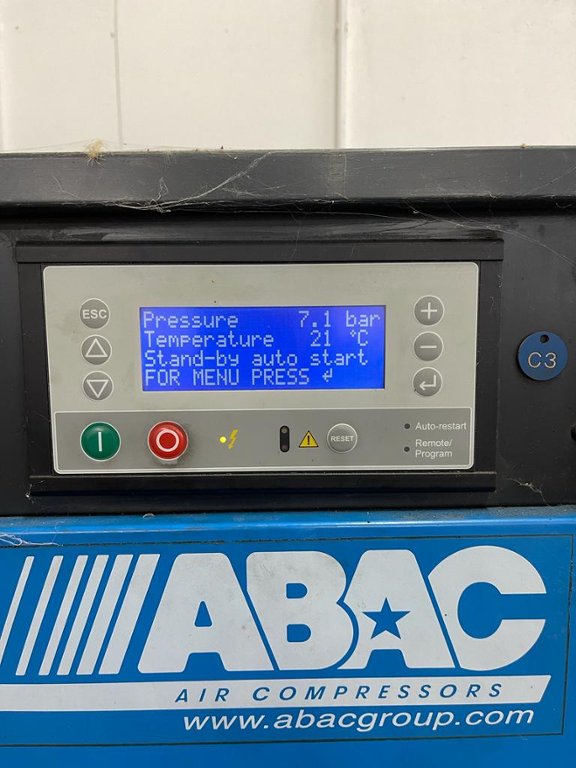 ESC
Pressure 7.1 bar
Temperature 21 °C
Stand-by auto start
FOR MENU PRESS ↲
+
−
↲
C3
I
O
RESET
Auto-restart
Remote/
Program
ABAC
AIR COMPRESSORS
www.abacgroup.com